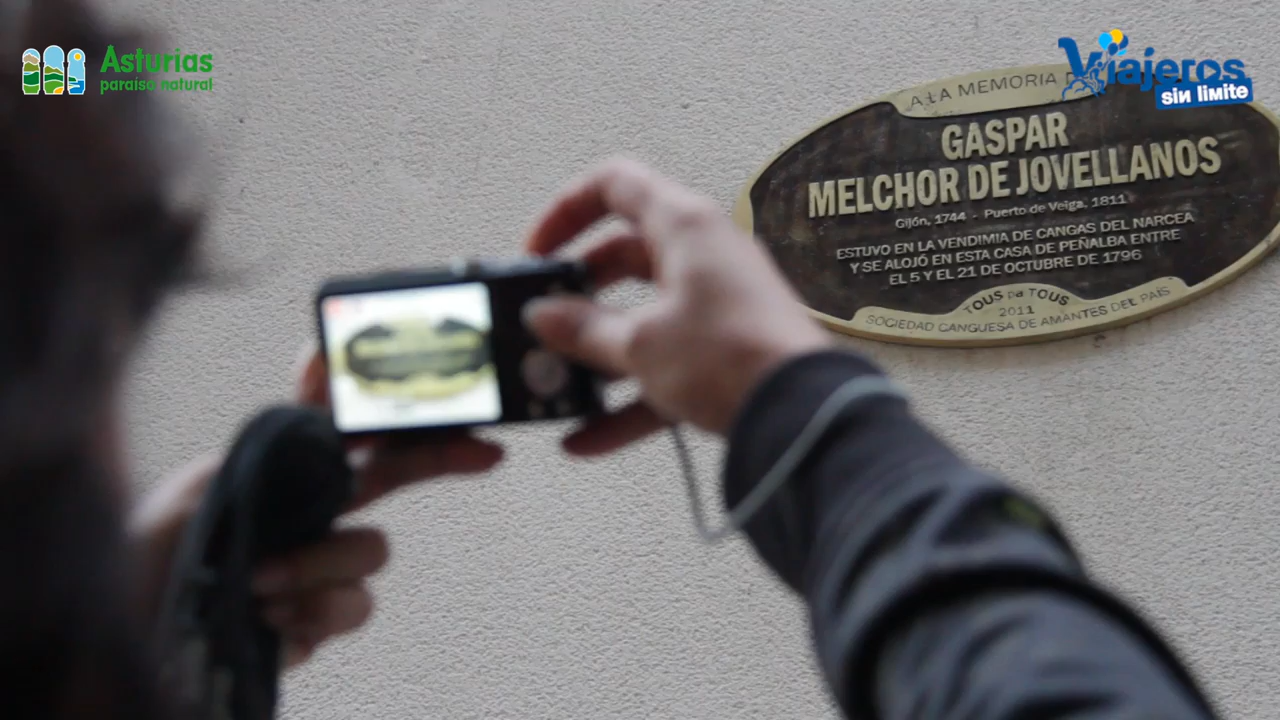 Asturias
paraíso natural
Viajeros
sin límite
A LA MEMORIA
GASPAR
MELCHOR DE JOVELLANOS
Gijón, 1744 - Puerto de Veiga, 1811
ESTUVO EN LA VENDIMIA DE CANGAS DEL NARCEA
Y SE ALOJÓ EN ESTA CASA DE PEÑALBA ENTRE
EL 5 Y EL 21 DE OCTUBRE DE 1796
TOUS pa TOUS
2011
SOCIEDAD CANGUESA DE AMANTES DEL PAÍS